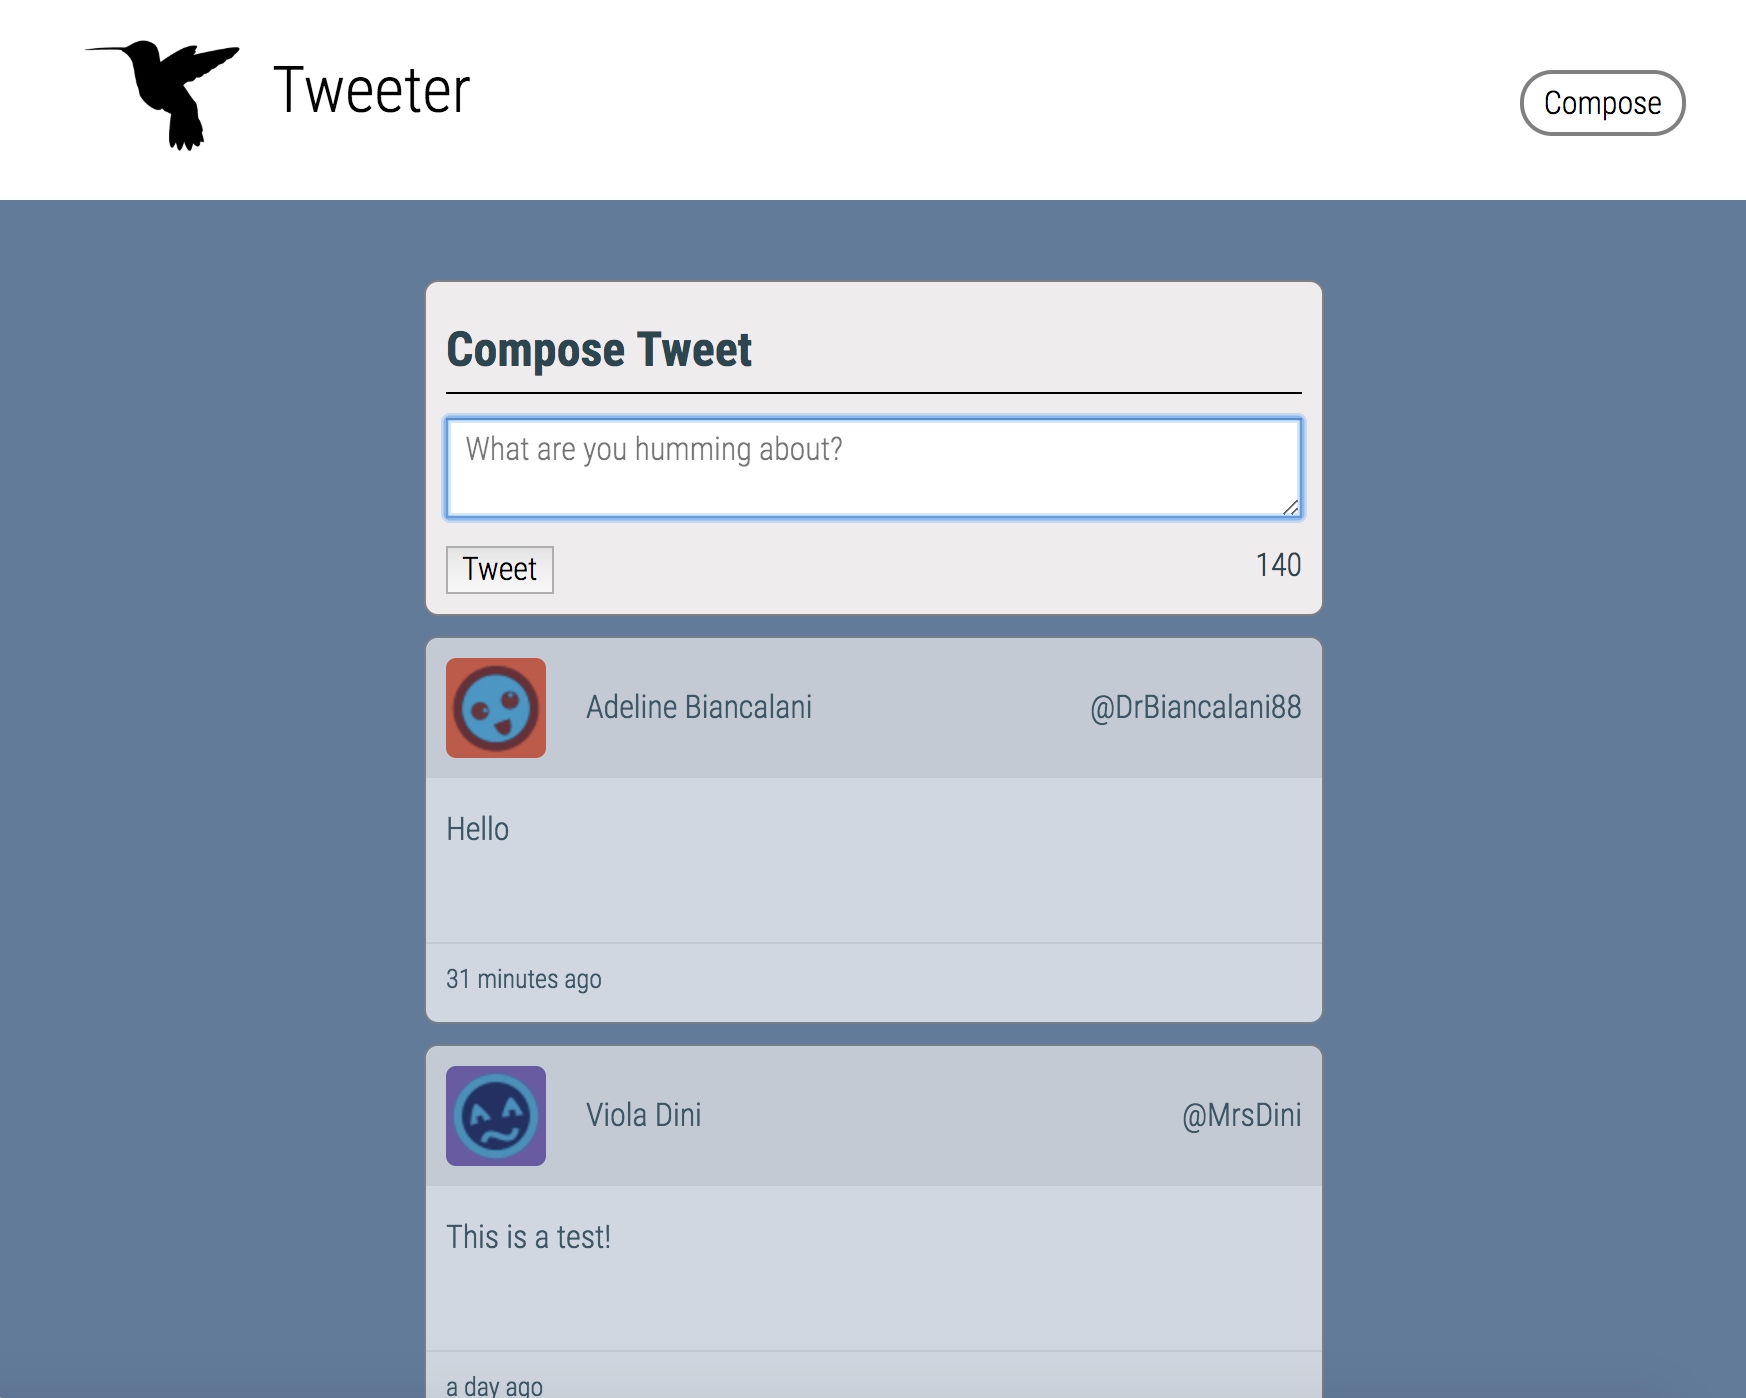 Tweeter
Compose
Compose Tweet
What are you humming about?
Tweet
140
Adeline Biancalani
@DrBiancalani88
Hello
31 minutes ago
Viola Dini
@MrsDini
This is a test!
a day ago